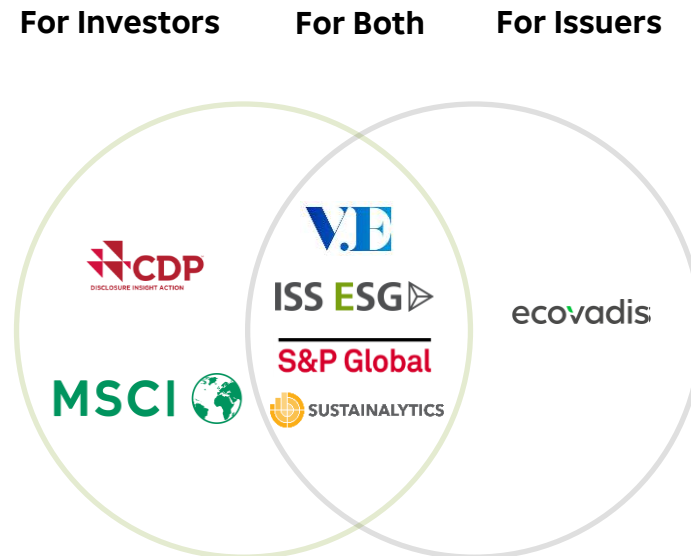 For Investors
For Both
For Issuers
V.E
CDP
DISCLOSURE INSIGHT ACTION
ISS ESG
ecovadis
S&P Global
MSCI
SUSTAINALYTICS